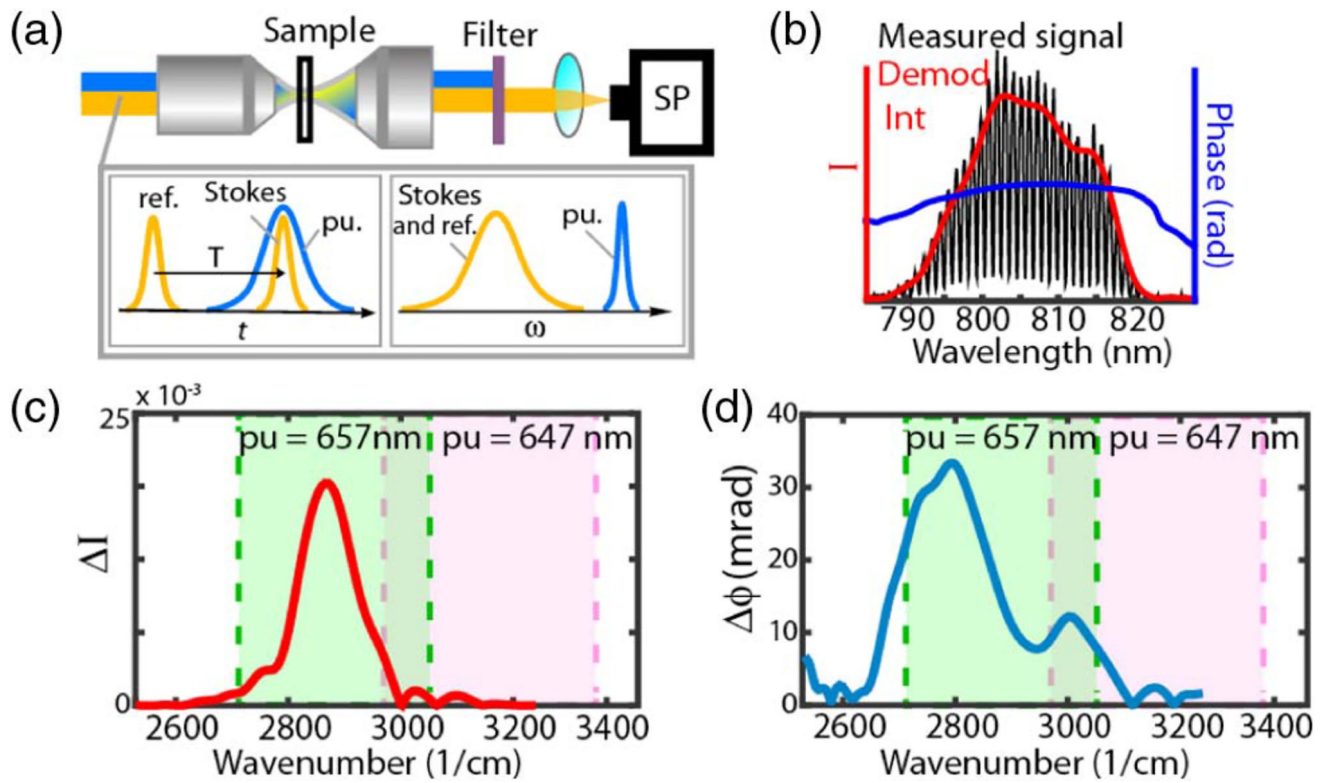 (a)
Sample
Filter
SP
ref.
Stokes
pu.
T
t
Stokes
and ref.
pu.
ω
(b)
Measured signal
Demod
Int
I
Phase (rad)
790 800 810 820
Wavelength (nm)
(c)
x 10⁻³
25
pu = 657nm
pu = 647 nm
ΔI
0
2600 2800 3000 3200 3400
Wavenumber (1/cm)
(d)
40
pu = 657 nm
pu = 647 nm
30
20
10
0
Δϕ (mrad)
2600 2800 3000 3200 3400
Wavenumber (1/cm)